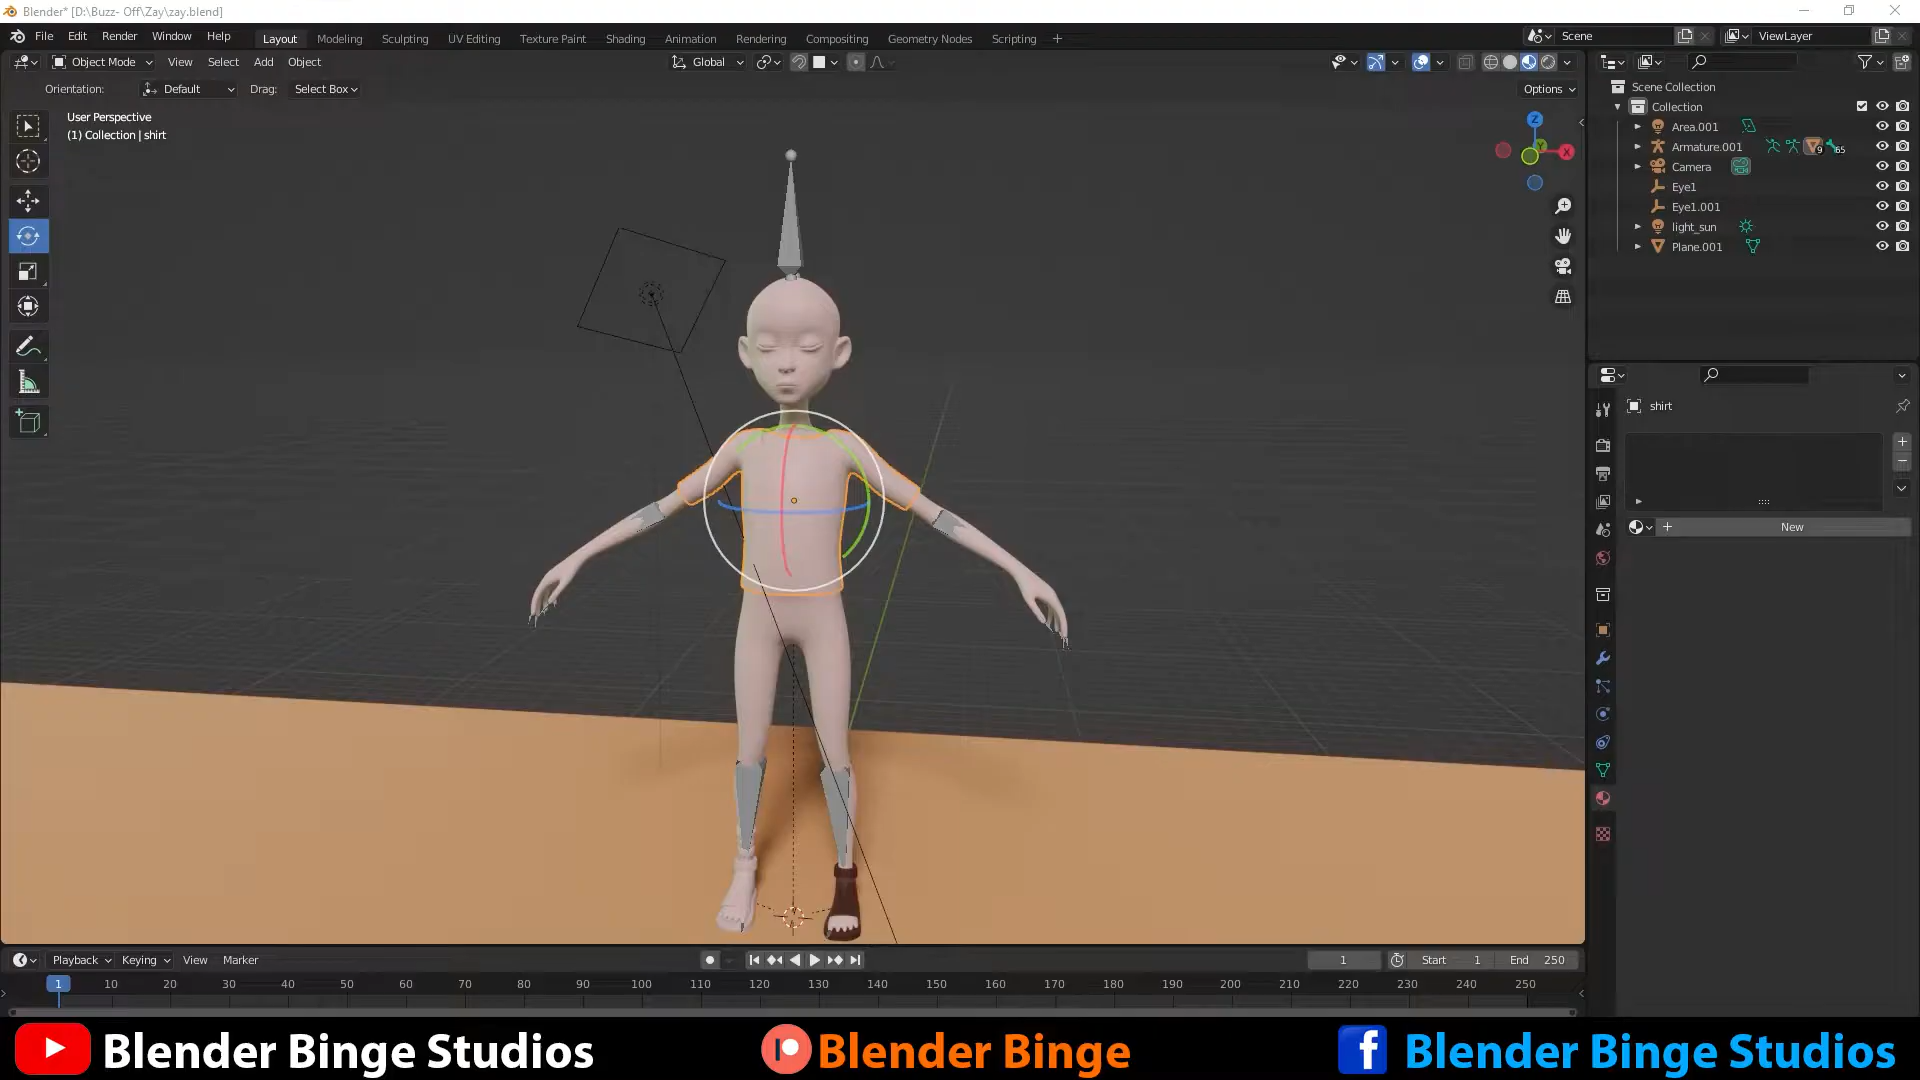 Blender* [D:\Buzz- Off\Zay\zay.blend]
File Edit Render Window Help
Layout Modeling Sculpting UV Editing Texture Paint Shading Animation Rendering Compositing Geometry Nodes Scripting
Scene
ViewLayer
Object Mode View Select Add Object
Global
Orientation: Default Drag: Select Box
Options
User Perspective
(1) Collection | shirt
Z
Y
X
Scene Collection
Collection
Area.001
Armature.001 9 65
Camera
Eye1
Eye1.001
light_sun
Plane.001
shirt
New
Playback Keying View Marker
1 Start 1 End 250
1 10 20 30 40 50 60 70 80 90 100 110 120 130 140 150 160 170 180 190 200 210 220 230 240 250
Blender Binge Studios
Blender Binge
Blender Binge Studios